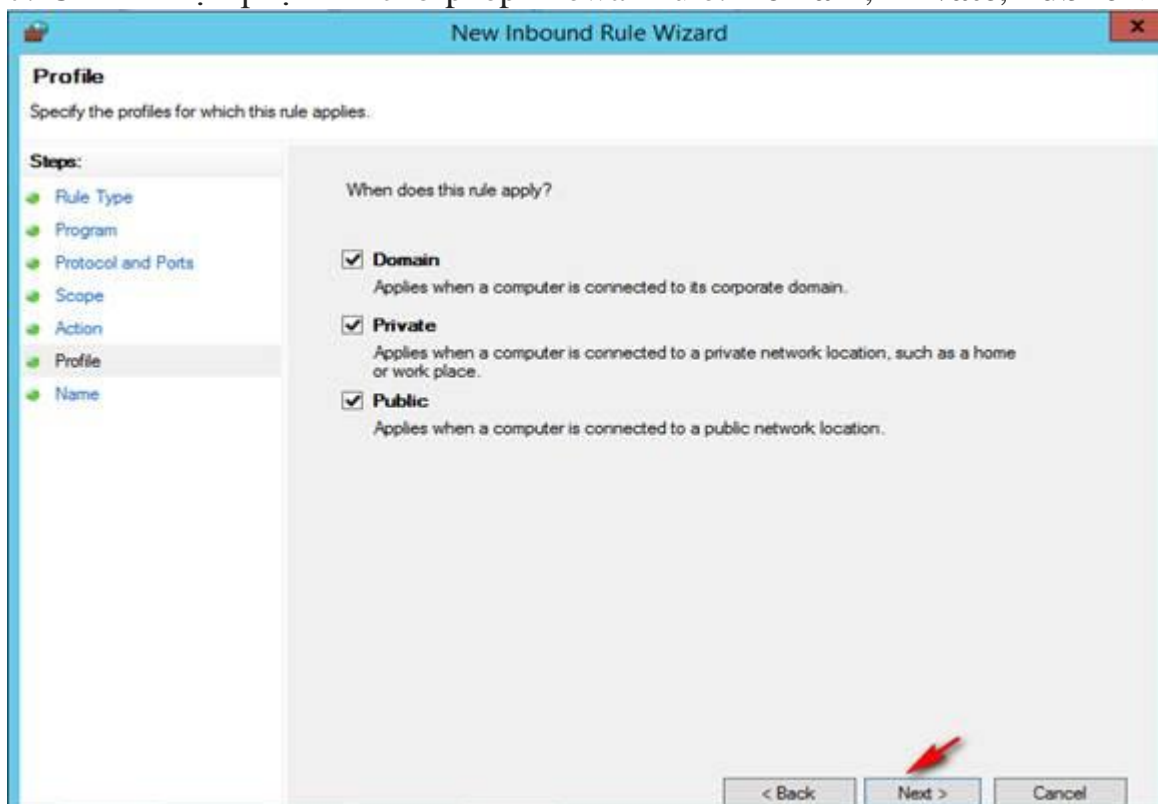 New Inbound Rule Wizard
Profile
Specify the profiles for which this rule applies.
Steps:
Rule Type
Program
Protocol and Ports
Scope
Action
Profile
Name
When does this rule apply?
Domain
Applies when a computer is connected to its corporate domain.
Private
Applies when a computer is connected to a private network location, such as a home
or work place.
Public
Applies when a computer is connected to a public network location.
< Back
Next >
Cancel